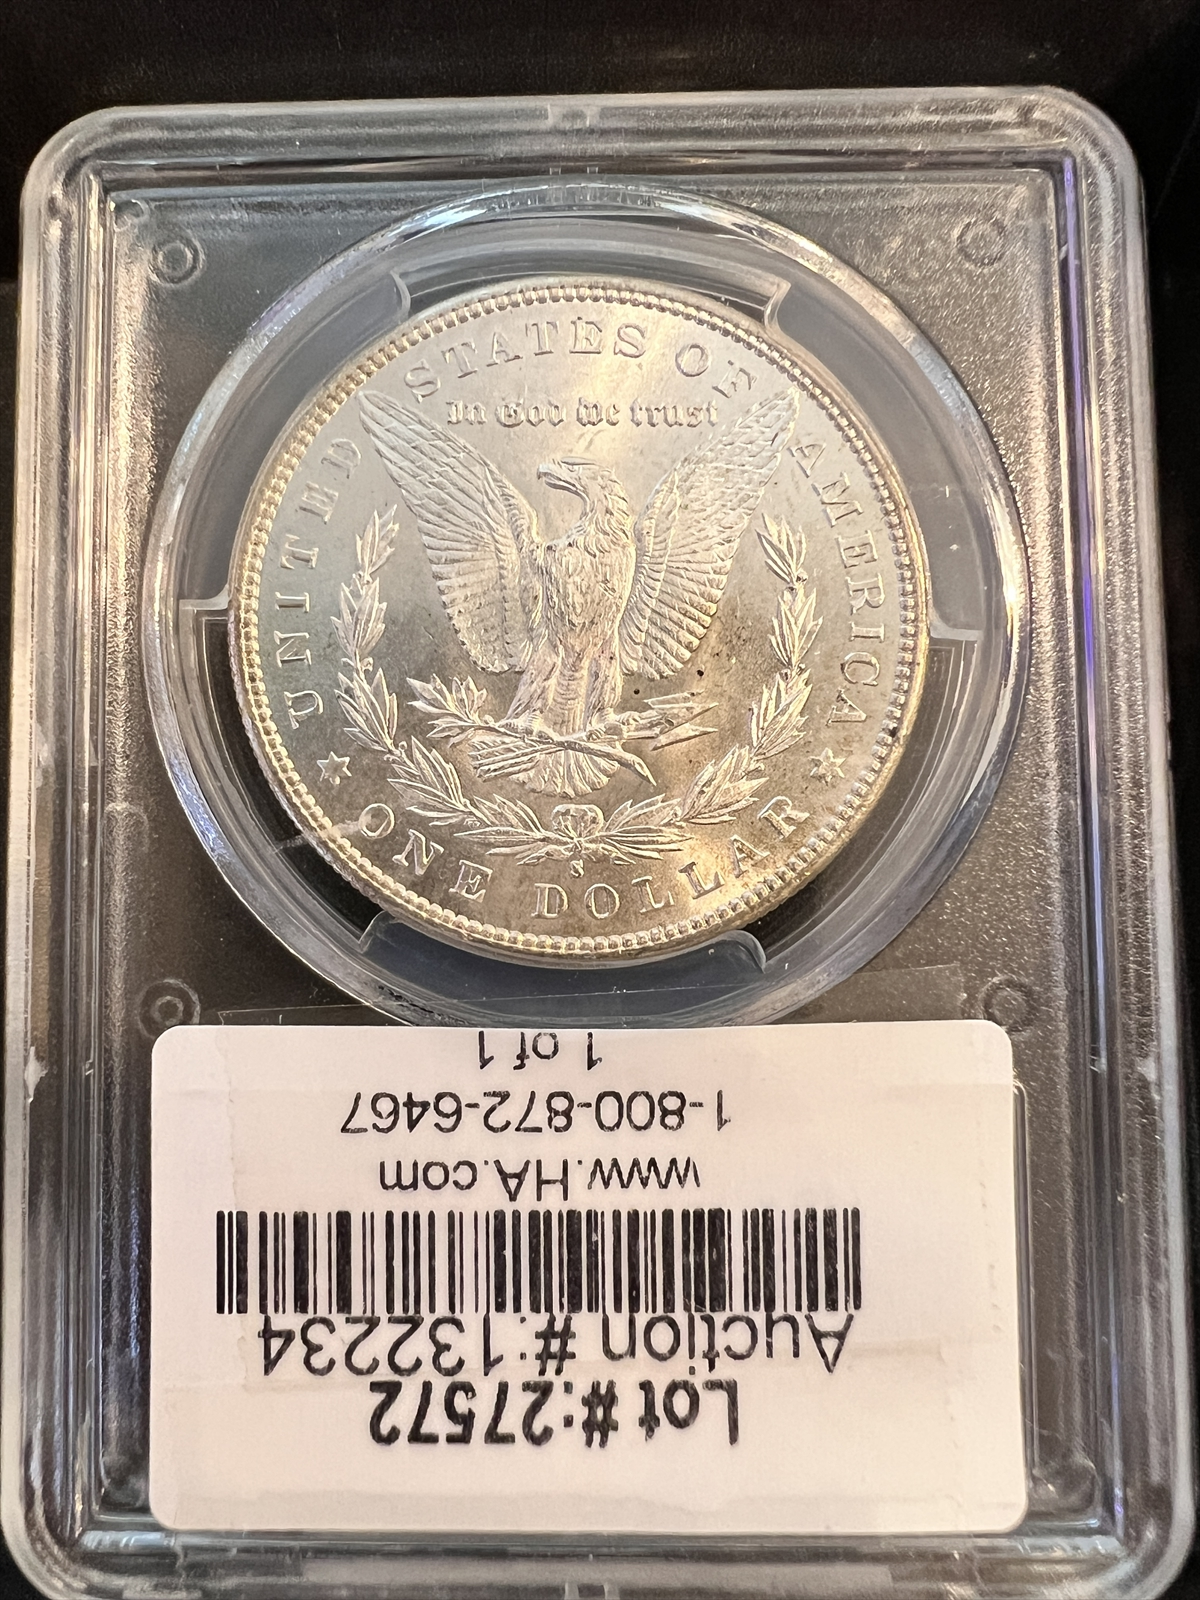 UNITED STATES OF AMERICA
In God we trust
S
ONE DOLLAR
Lot #:27572
Auction #:132234
www.HA.com
1-800-872-6467
1 of 1